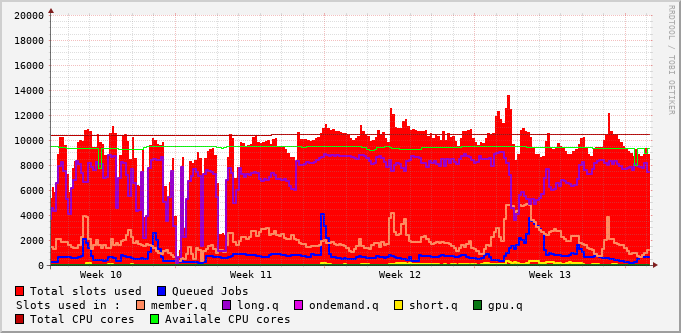 20000
18000
16000
14000
12000
10000
8000
6000
4000
2000
0
Week 10 Week 11 Week 12 Week 13
RRDTOOL / TOBI OETIKER
Total slots used Queued Jobs
Slots used in : member.q long.q ondemand.q short.q gpu.q
Total CPU cores Availale CPU cores